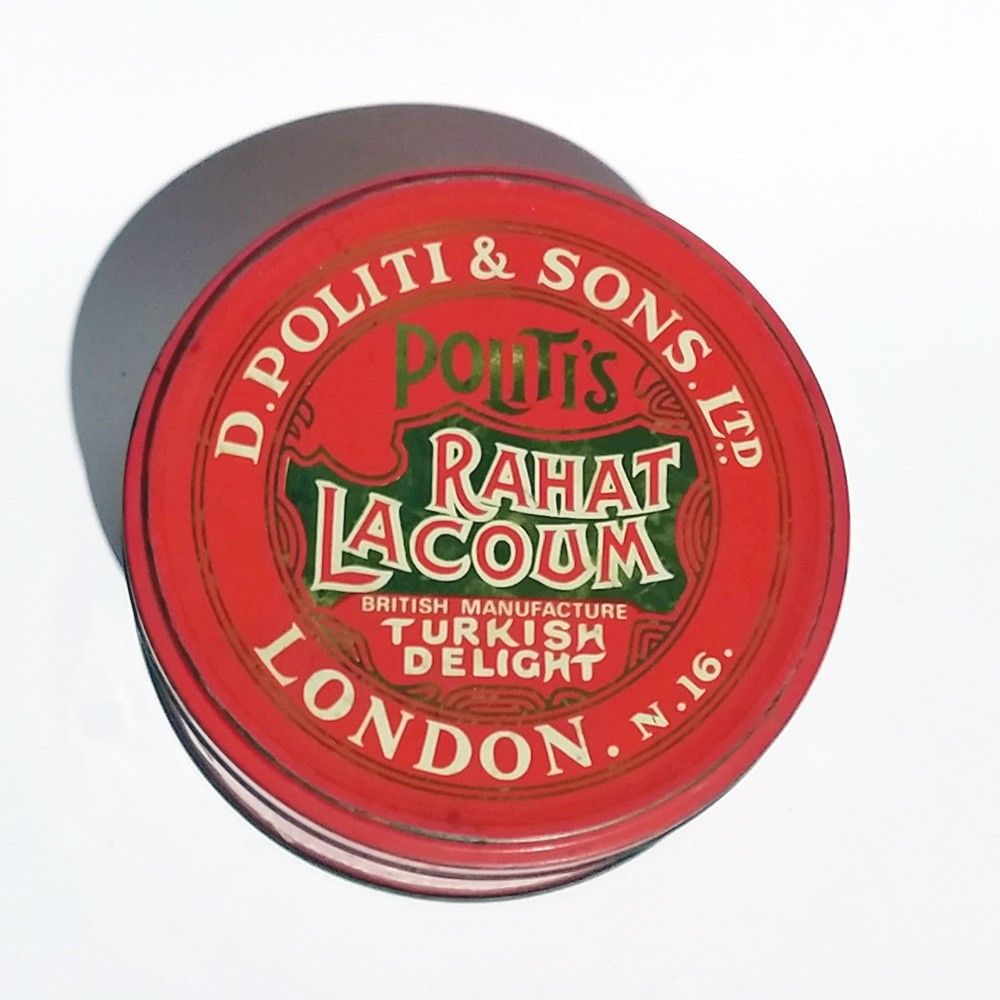 D. POLITI & SONS. LTD.
POLITI'S
RAHAT
LACOUM
BRITISH MANUFACTURE
TURKISH
DELIGHT
LONDON. N.16.